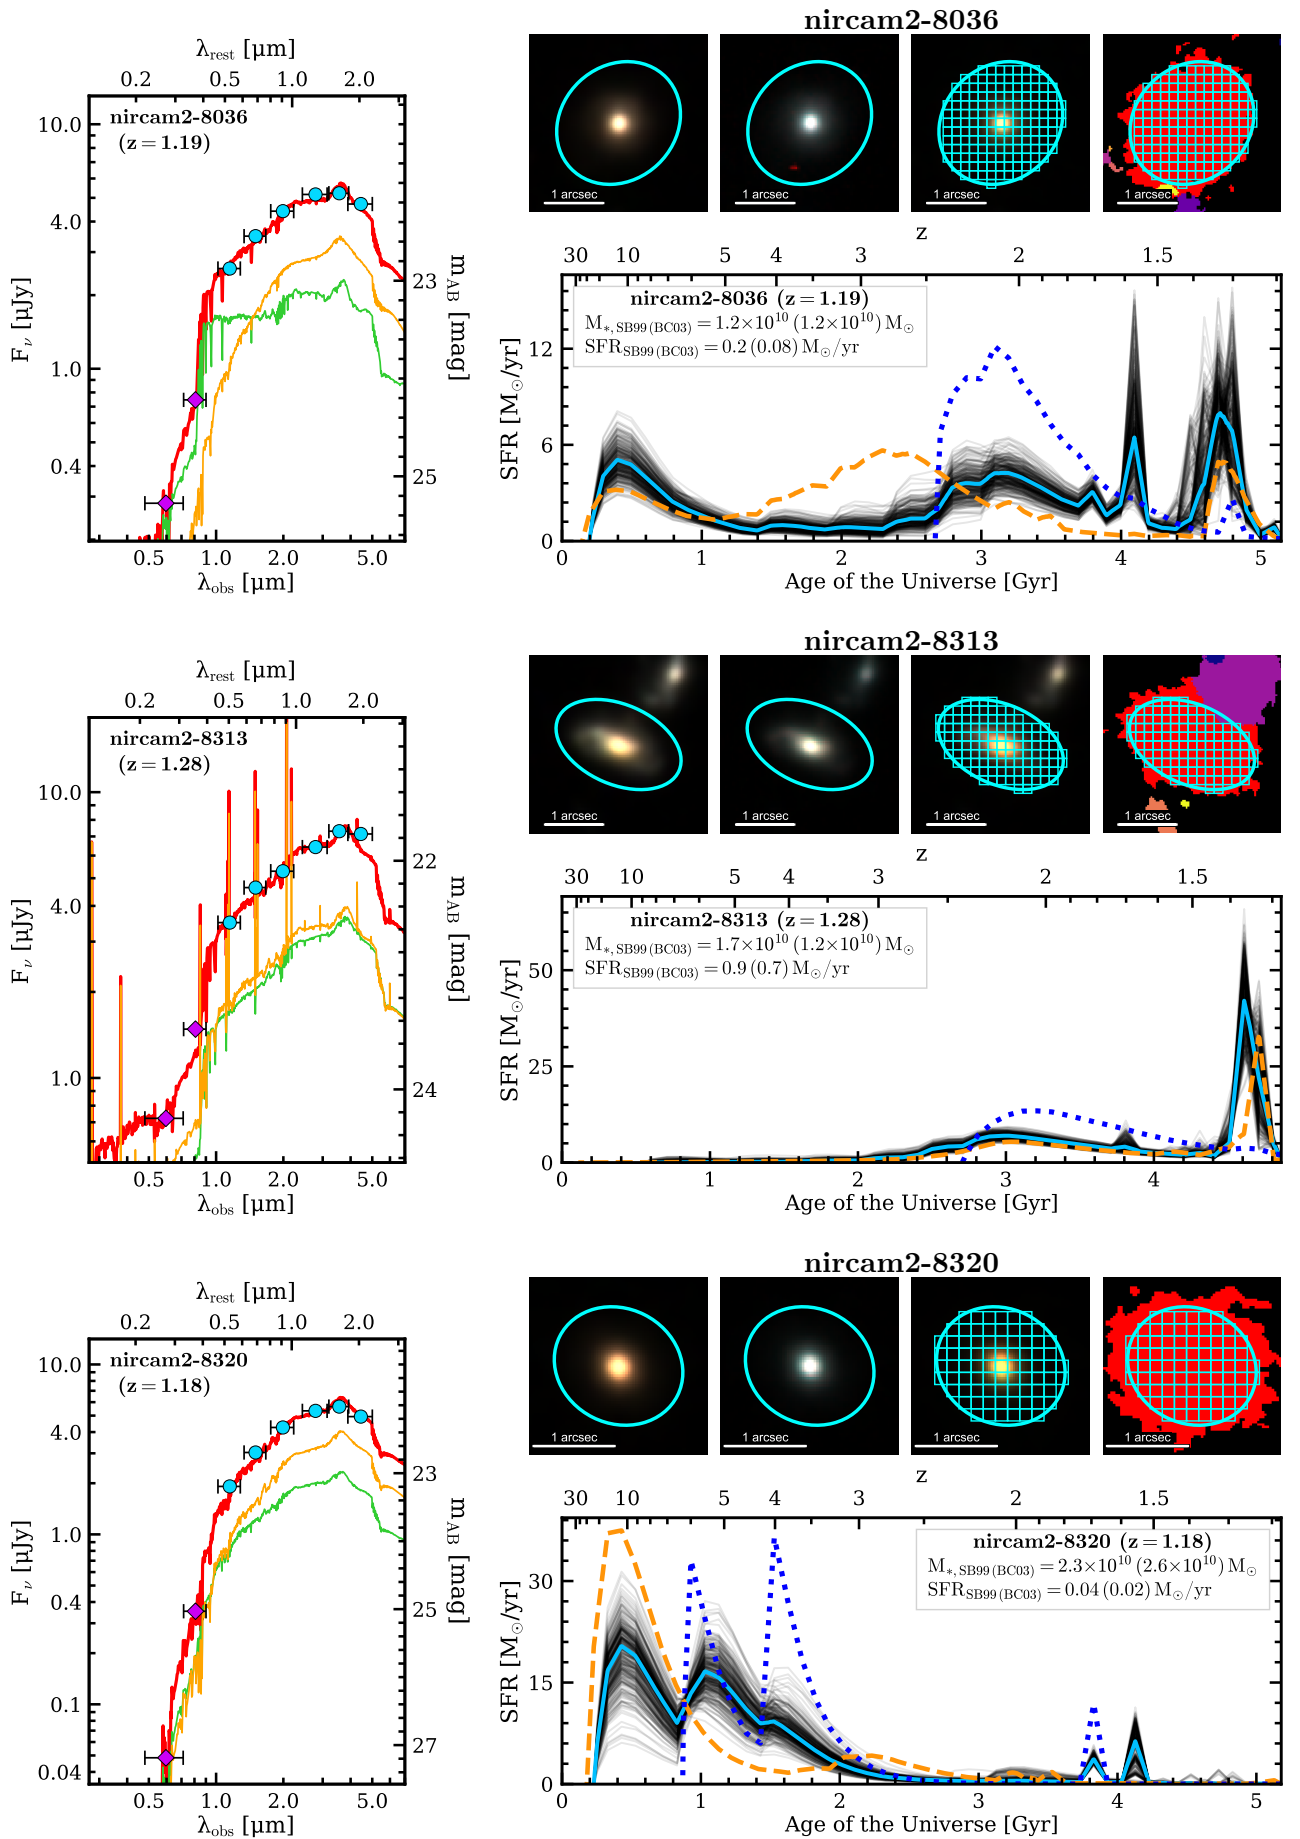 nircam2-8036
λrest [µm]
0.2 0.5 1.0 2.0
nircam2-8036
(z = 1.19)
10.0
4.0
1.0
0.4
Fν [µJy]
23
25
mAB [mag]
0.5 1.0 2.0 5.0
λobs [µm]
1 arcsec
1 arcsec
1 arcsec
1 arcsec
z
30 10 5 4 3 2 1.5
nircam2-8036 (z = 1.19)
M*, SB99 (BC03) = 1.2×10^10 (1.2×10^10) M⊙
SFRSB99 (BC03) = 0.2 (0.08) M⊙/yr
12
6
0
SFR [M⊙/yr]
0 1 2 3 4 5
Age of the Universe [Gyr]
nircam2-8313
λrest [µm]
0.2 0.5 1.0 2.0
nircam2-8313
(z = 1.28)
10.0
4.0
1.0
Fν [µJy]
22
24
mAB [mag]
0.5 1.0 2.0 5.0
λobs [µm]
1 arcsec
1 arcsec
1 arcsec
1 arcsec
z
30 10 5 4 3 2 1.5
nircam2-8313 (z = 1.28)
M*, SB99 (BC03) = 1.7×10^10 (1.2×10^10) M⊙
SFRSB99 (BC03) = 0.9 (0.7) M⊙/yr
50
25
0
SFR [M⊙/yr]
0 1 2 3 4
Age of the Universe [Gyr]
nircam2-8320
λrest [µm]
0.2 0.5 1.0 2.0
nircam2-8320
(z = 1.18)
10.0
4.0
1.0
0.4
0.1
0.04
Fν [µJy]
23
25
27
mAB [mag]
0.5 1.0 2.0 5.0
λobs [µm]
1 arcsec
1 arcsec
1 arcsec
1 arcsec
z
30 10 5 4 3 2 1.5
nircam2-8320 (z = 1.18)
M*, SB99 (BC03) = 2.3×10^10 (2.6×10^10) M⊙
SFRSB99 (BC03) = 0.04 (0.02) M⊙/yr
30
15
0
SFR [M⊙/yr]
0 1 2 3 4 5
Age of the Universe [Gyr]